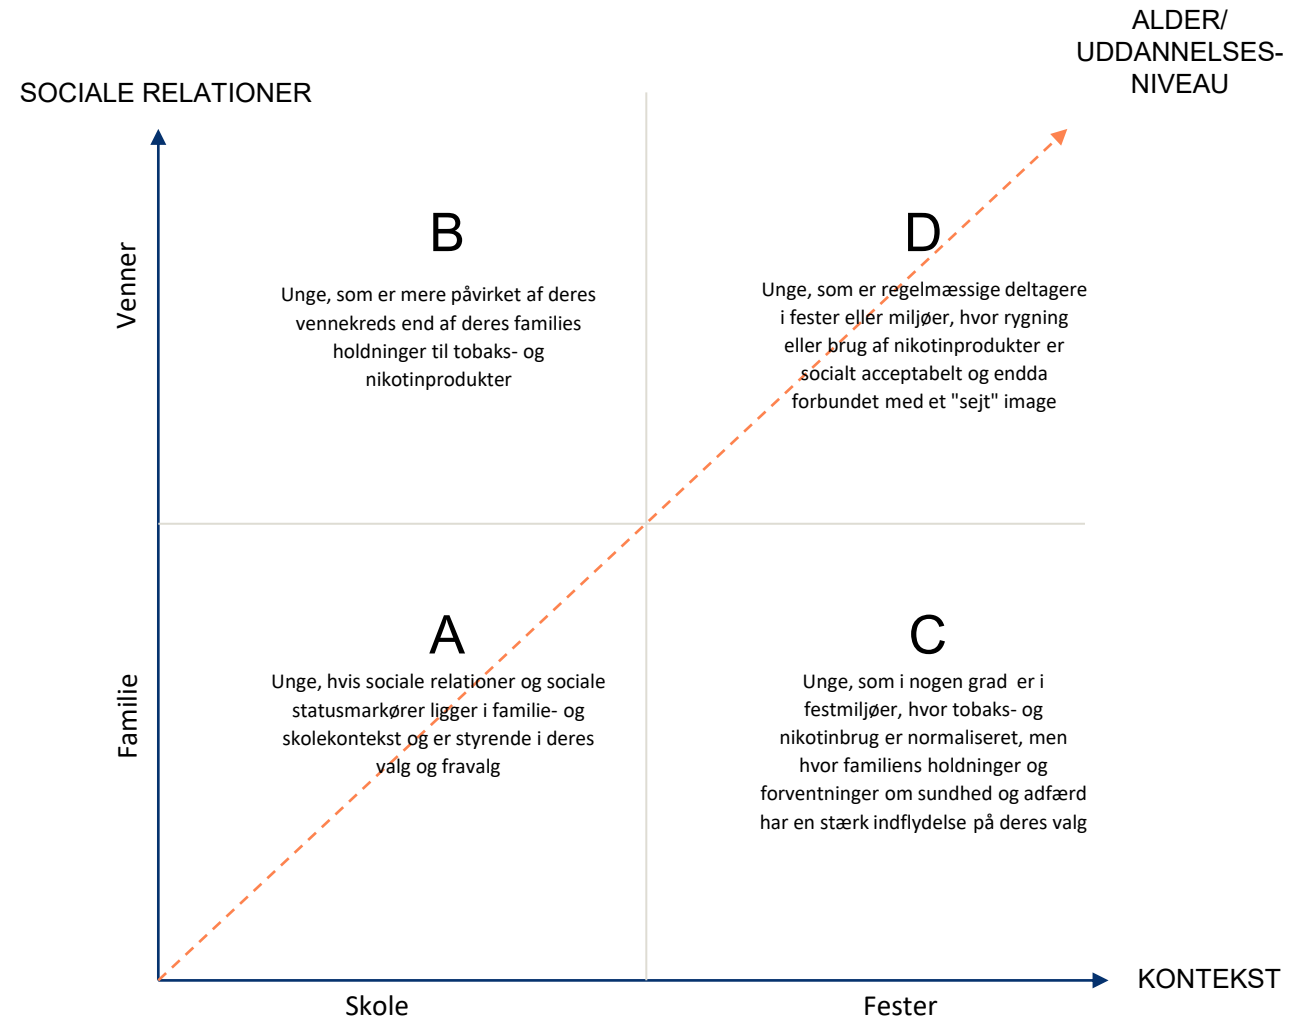 ALDER/
UDDANNELSES-
NIVEAU
SOCIALE RELATIONER
Venner
B
Unge, som er mere påvirket af deres
vennekreds end af deres families
holdninger til tobaks- og
nikotinprodukter
D
Unge, som er regelmæssige deltagere
i fester eller miljøer, hvor rygning
eller brug af nikotinprodukter er
socialt acceptabelt og endda
forbundet med et "sejt" image
Familie
A
Unge, hvis sociale relationer og sociale
statusmarkører ligger i familie- og
skolekontekst og er styrende i deres
valg og fravalg
C
Unge, som i nogen grad er i
festmiljøer, hvor tobaks- og
nikotinbrug er normaliseret, men
hvor familiens holdninger og
forventninger om sundhed og adfærd
har en stærk indflydelse på deres valg
KONTEKST
Skole
Fester